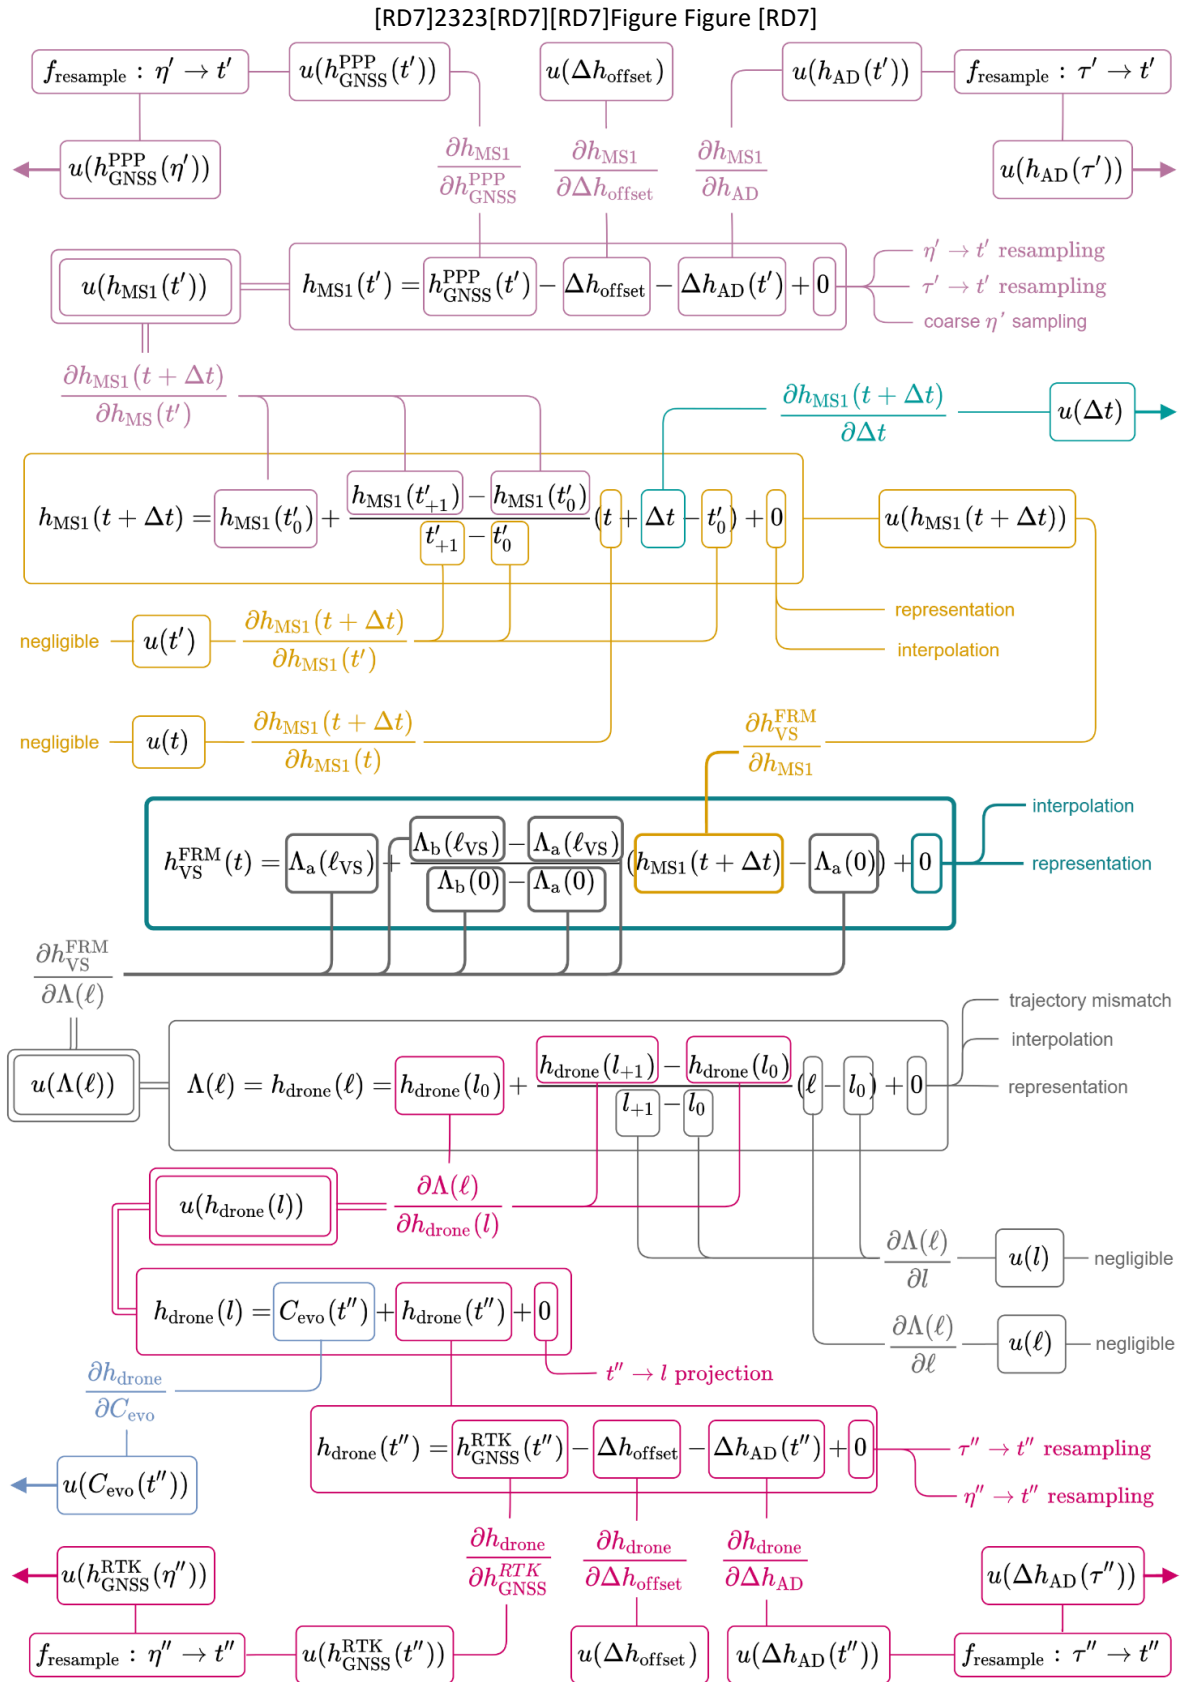 [RD7]2323[RD7][RD7]Figure Figure [RD7]
f_resample : η′ → t′ u(h_GNSS^PPP(t′)) u(Δh_offset) u(h_AD(t′)) f_resample : τ′ → t′
∂h_MS1/∂h_GNSS^PPP ∂h_MS1/∂Δh_offset ∂h_MS1/∂h_AD
u(h_GNSS^PPP(η′)) u(h_AD(τ′))
η′ → t′ resampling
u(h_MS1(t′)) h_MS1(t′) = h_GNSS^PPP(t′) − Δh_offset − Δh_AD(t′) + 0 τ′ → t′ resampling
coarse η′ sampling
∂h_MS1(t + Δt)/∂h_MS(t′) ∂h_MS1(t + Δt)/∂Δt u(Δt)
h_MS1(t + Δt) = h_MS1(t′_0) + (h_MS1(t′_+1) − h_MS1(t′_0))/(t′_+1 − t′_0) (t + Δt − t′_0) + 0 u(h_MS1(t + Δt))
representation
negligible u(t′) ∂h_MS1(t + Δt)/∂h_MS1(t′) interpolation
negligible u(t) ∂h_MS1(t + Δt)/∂h_MS1(t) ∂h_VS^FRM/∂h_MS1
interpolation
h_VS^FRM(t) = Λ_a(ℓ_VS) + (Λ_b(ℓ_VS) − Λ_a(ℓ_VS))/(Λ_b(0) − Λ_a(0)) (h_MS1(t + Δt) − Λ_a(0)) + 0 representation
∂h_VS^FRM/∂Λ(ℓ)
trajectory mismatch
interpolation
u(Λ(ℓ)) Λ(ℓ) = h_drone(ℓ) = h_drone(l_0) + (h_drone(l_+1) − h_drone(l_0))/(l_+1 − l_0) (ℓ − l_0) + 0 representation
u(h_drone(l)) ∂Λ(ℓ)/∂h_drone(l)
∂Λ(ℓ)/∂l u(l) negligible
h_drone(l) = C_evo(t″) + h_drone(t″) + 0
∂Λ(ℓ)/∂ℓ u(ℓ) negligible
t″ → l projection
∂h_drone/∂C_evo
h_drone(t″) = h_GNSS^RTK(t″) − Δh_offset − Δh_AD(t″) + 0 τ″ → t″ resampling
u(C_evo(t″)) η″ → t″ resampling
∂h_drone/∂h_GNSS^RTK ∂h_drone/∂Δh_offset ∂h_drone/∂Δh_AD
u(h_GNSS^RTK(η″)) u(Δh_AD(τ″))
f_resample : η″ → t″ u(h_GNSS^RTK(t″)) u(Δh_offset) u(Δh_AD(t″)) f_resample : τ″ → t″